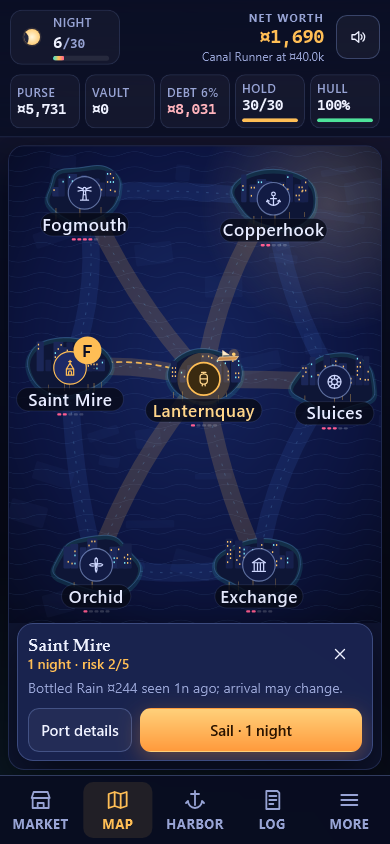 NIGHT
6/30
NET WORTH
¤1,690
Canal Runner at ¤40.0k
PURSE
¤5,731
VAULT
¤0
DEBT 6%
¤8,031
HOLD
30/30
HULL
100%
Fogmouth
Copperhook
F
Saint Mire
Lanternquay
Sluices
Orchid
Exchange
Saint Mire
1 night · risk 2/5
Bottled Rain ¤244 seen 1n ago; arrival may change.
Port details
Sail · 1 night
MARKET
MAP
HARBOR
LOG
MORE